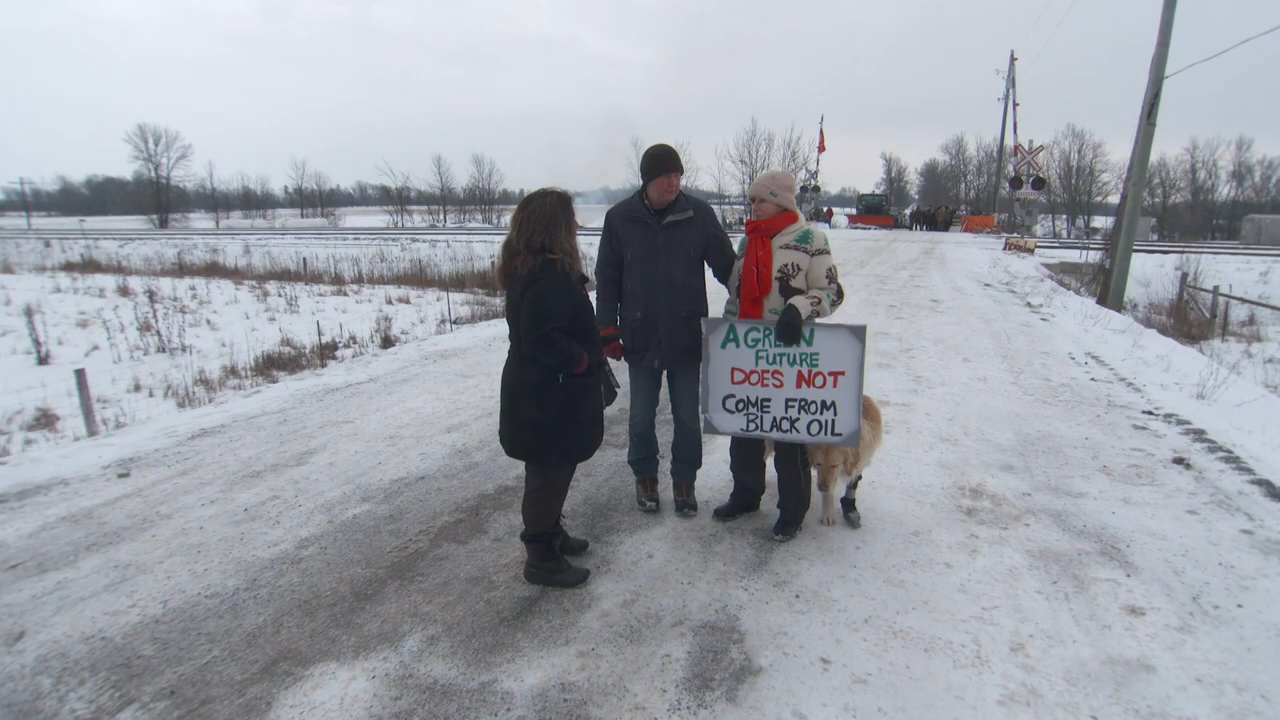 A GREEN
FUTURE
DOES NOT
COME FROM
BLACK OIL